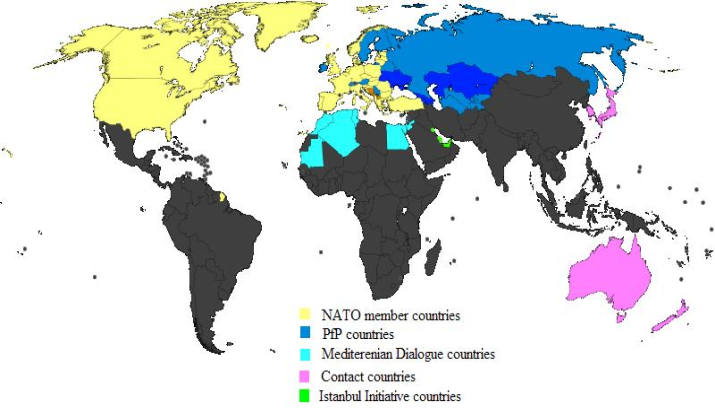 NATO member countries
PfP countries
Mediterenian Dialogue countries
Contact countries
Istanbul Initiative countries